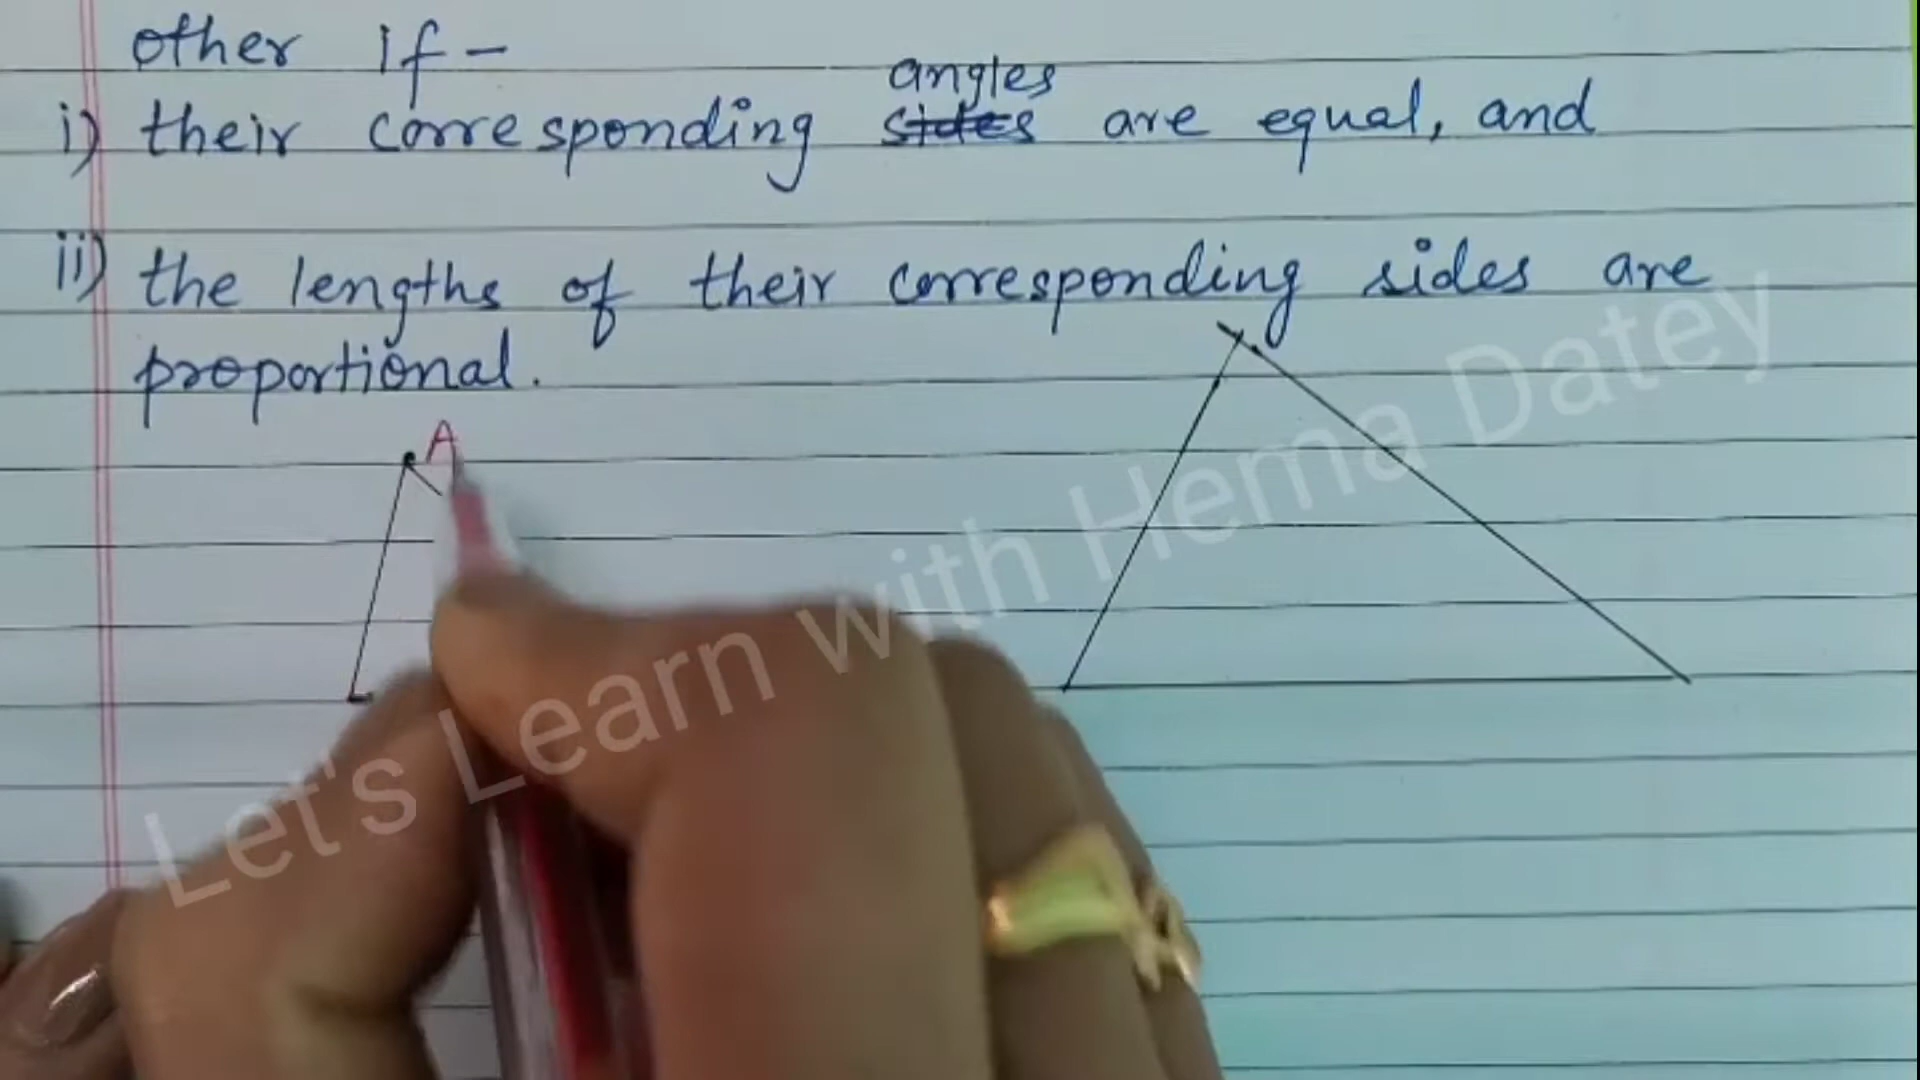 other if -
angles
i) their corresponding sides are equal, and
ii) the lengths of their corresponding sides are
proportional.
A
Let's Learn with Hema Datey